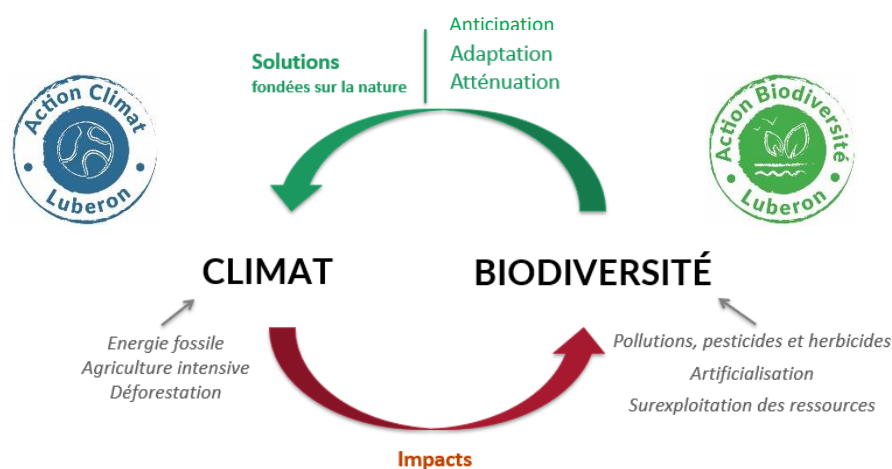 Solutions
fondées sur la nature
Anticipation
Adaptation
Atténuation
Action Climat
Luberon
Action Biodiversité
Luberon
CLIMAT
BIODIVERSITÉ
Energie fossile
Agriculture intensive
Déforestation
Pollutions, pesticides et herbicides
Artificialisation
Surexploitation des ressources
Impacts